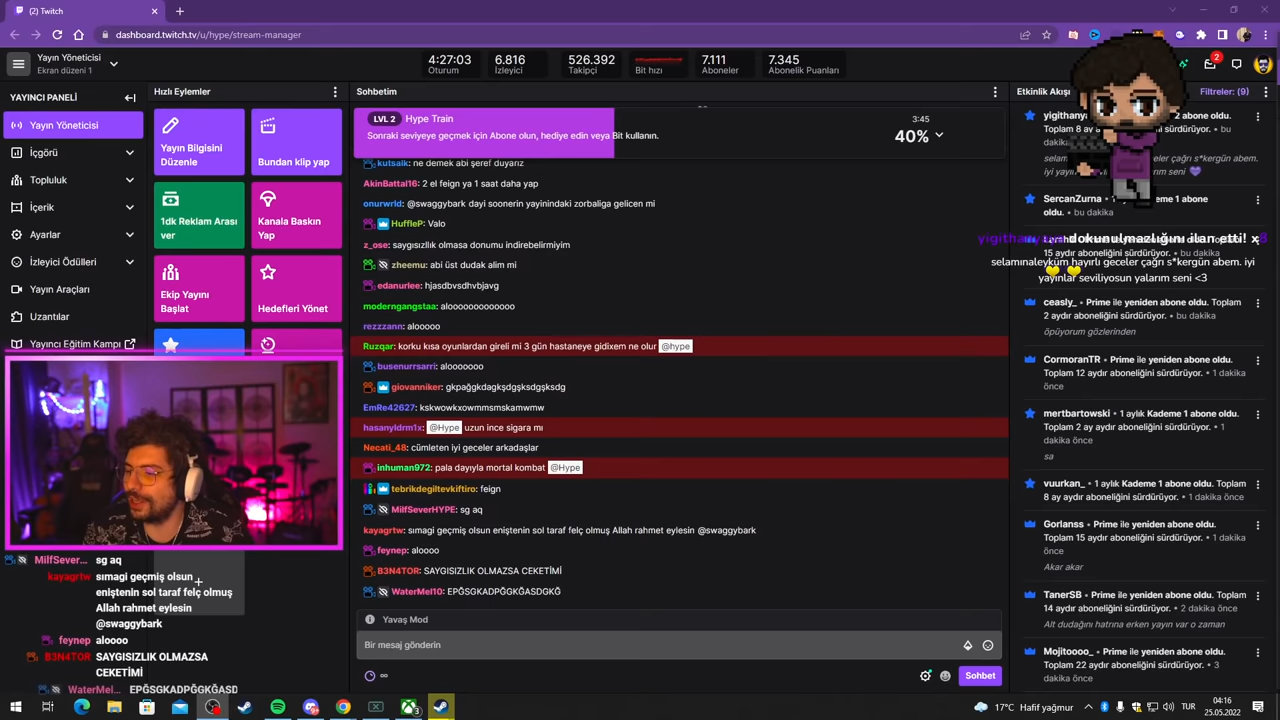 (2) Twitch
dashboard.twitch.tv/u/hype/stream-manager
Yayın Yöneticisi
Ekran düzeni 1
4:27:03
Oturum
6.816
İzleyici
526.392
Takipçi
Bit hızı
7.111
Aboneler
7.345
Abonelik Puanları
2
YAYINCI PANELİ
Yayın Yöneticisi
İçgörü
Topluluk
İçerik
Ayarlar
İzleyici Ödülleri
Yayın Araçları
Uzantılar
Yayıncı Eğitim Kampı
Hızlı Eylemler
Yayın Bilgisini
Düzenle
Bundan klip yap
1dk Reklam Arası
ver
Kanala Baskın
Yap
Ekip Yayını
Başlat
Hedefleri Yönet
Sohbetim
LVL 2 Hype Train
Sonraki seviyeye geçmek için Abone olun, hediye edin veya Bit kullanın.
3:45
40%
kutsalk: ne demek abi şeref duyarız
AkinBattal16: 2 el feign ya 1 saat daha yap
onurwrld: @swaggybark dayi soonerin yayinindaki zorbaliga gelicen mi
HuffleP: Valo
z_ose: saygısızlık olmasa donumu indirebelirmiyim
zheemu: abi üst dudak alim mi
edanurlee: hjasdbvsdhvbjavg
moderngangstaa: alooooooooooooo
rezzzann: alooooo
Ruzqar: korku kısa oyunlardan gireli mi 3 gün hastaneye gidixem ne olur @hype
busenurrsarri: alooooooo
giovanniker: gkpağkdagkşdgşksdgşksdg
EmRe42627: kskwowkxowmmsmskamwmw
hasanyldrm1x: @Hype uzun ince sigara mı
Necati_48: cümleten iyi geceler arkadaşlar
inhuman972: pala dayıyla mortal kombat @Hype
tebrikdegiltevkiftiro: feign
MilfSeverHYPE: sg aq
kayagrtw: sımagi geçmiş olsun eniştenin sol taraf felç olmuş Allah rahmet eylesin @swaggybark
feynep: aloooo
B3N4TOR: SAYGISIZLIK OLMAZSA CEKETİMİ
WaterMel10: EPĞSGKADPĞGKĞASDGKĞ
Yavaş Mod
Bir mesaj gönderin
∞
Sohbet
Etkinlik Akışı
Filtreler: (9)
yigithanyaya
Toplam 8 ayd
bu
dakika
iyi yayın
SercanZurna
oldu. • bu dakika
yigithanyaya dokunulmazlığını ilan etti! x8
15 aydır aboneliğini sürdürüyor. • bu dakika
selamınaleyküm hayırlı geceler çağrı s*kergün abem. iyi
yayınlar seviliyosun yalarım seni <3
ceasly_ • Prime ile yeniden abone oldu. Toplam
2 aydır aboneliğini sürdürüyor. • bu dakika
öpüyorum gözlerinden
CormoranTR • Prime ile yeniden abone oldu.
Toplam 12 aydır aboneliğini sürdürüyor. • 1 dakika
önce
mertbartowski • 1 aylık Kademe 1 abone oldu.
Toplam 2 ay aydır aboneliğini sürdürüyor. • 1
dakika önce
sa
vuurkan_ • 1 aylık Kademe 1 abone oldu. Toplam
8 ay aydır aboneliğini sürdürüyor. • 1 dakika önce
Gorlanss • Prime ile yeniden abone oldu.
Toplam 15 aydır aboneliğini sürdürüyor. • 1 dakika
önce
Akar akar
TanerSB • Prime ile yeniden abone oldu. Toplam
14 aydır aboneliğini sürdürüyor. • 2 dakika önce
Alt dudağını hatrına erken yayın var o zaman
Mojitoooo_ • Prime ile yeniden abone oldu.
Toplam 22 aydır aboneliğini sürdürüyor. • 3
dakika önce
MilfSever... sg aq
kayagrtw sımagi geçmiş olsun
eniştenin sol taraf felç olmuş
Allah rahmet eylesin
@swaggybark
feynep aloooo
B3N4TOR SAYGISIZLIK OLMAZSA
CEKETİMİ
WaterMel... EPĞSGKADPĞGKĞASD
17°C Hafif yağmur
TUR
04:16
25.05.2022